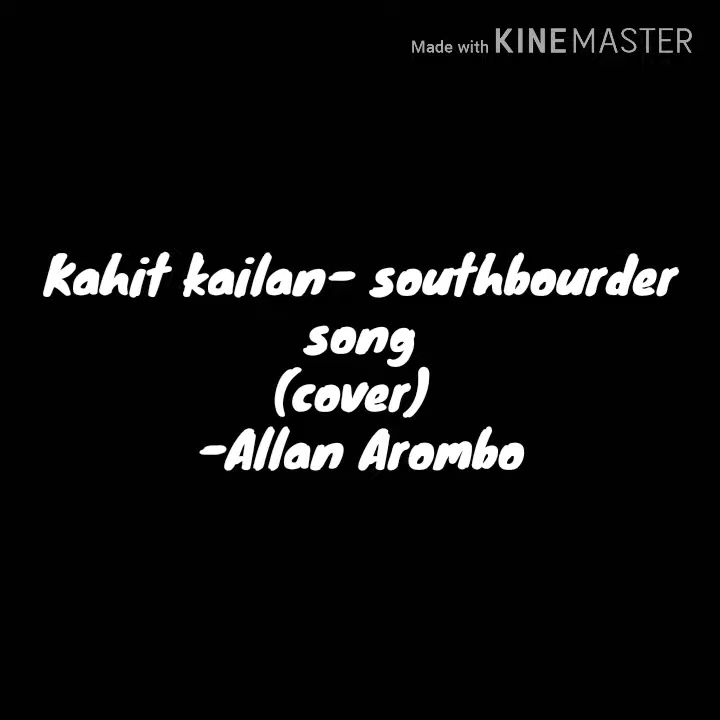 Made with KINEMASTER
Kahit kailan- southbourder
song
(cover)
-Allan Arombo